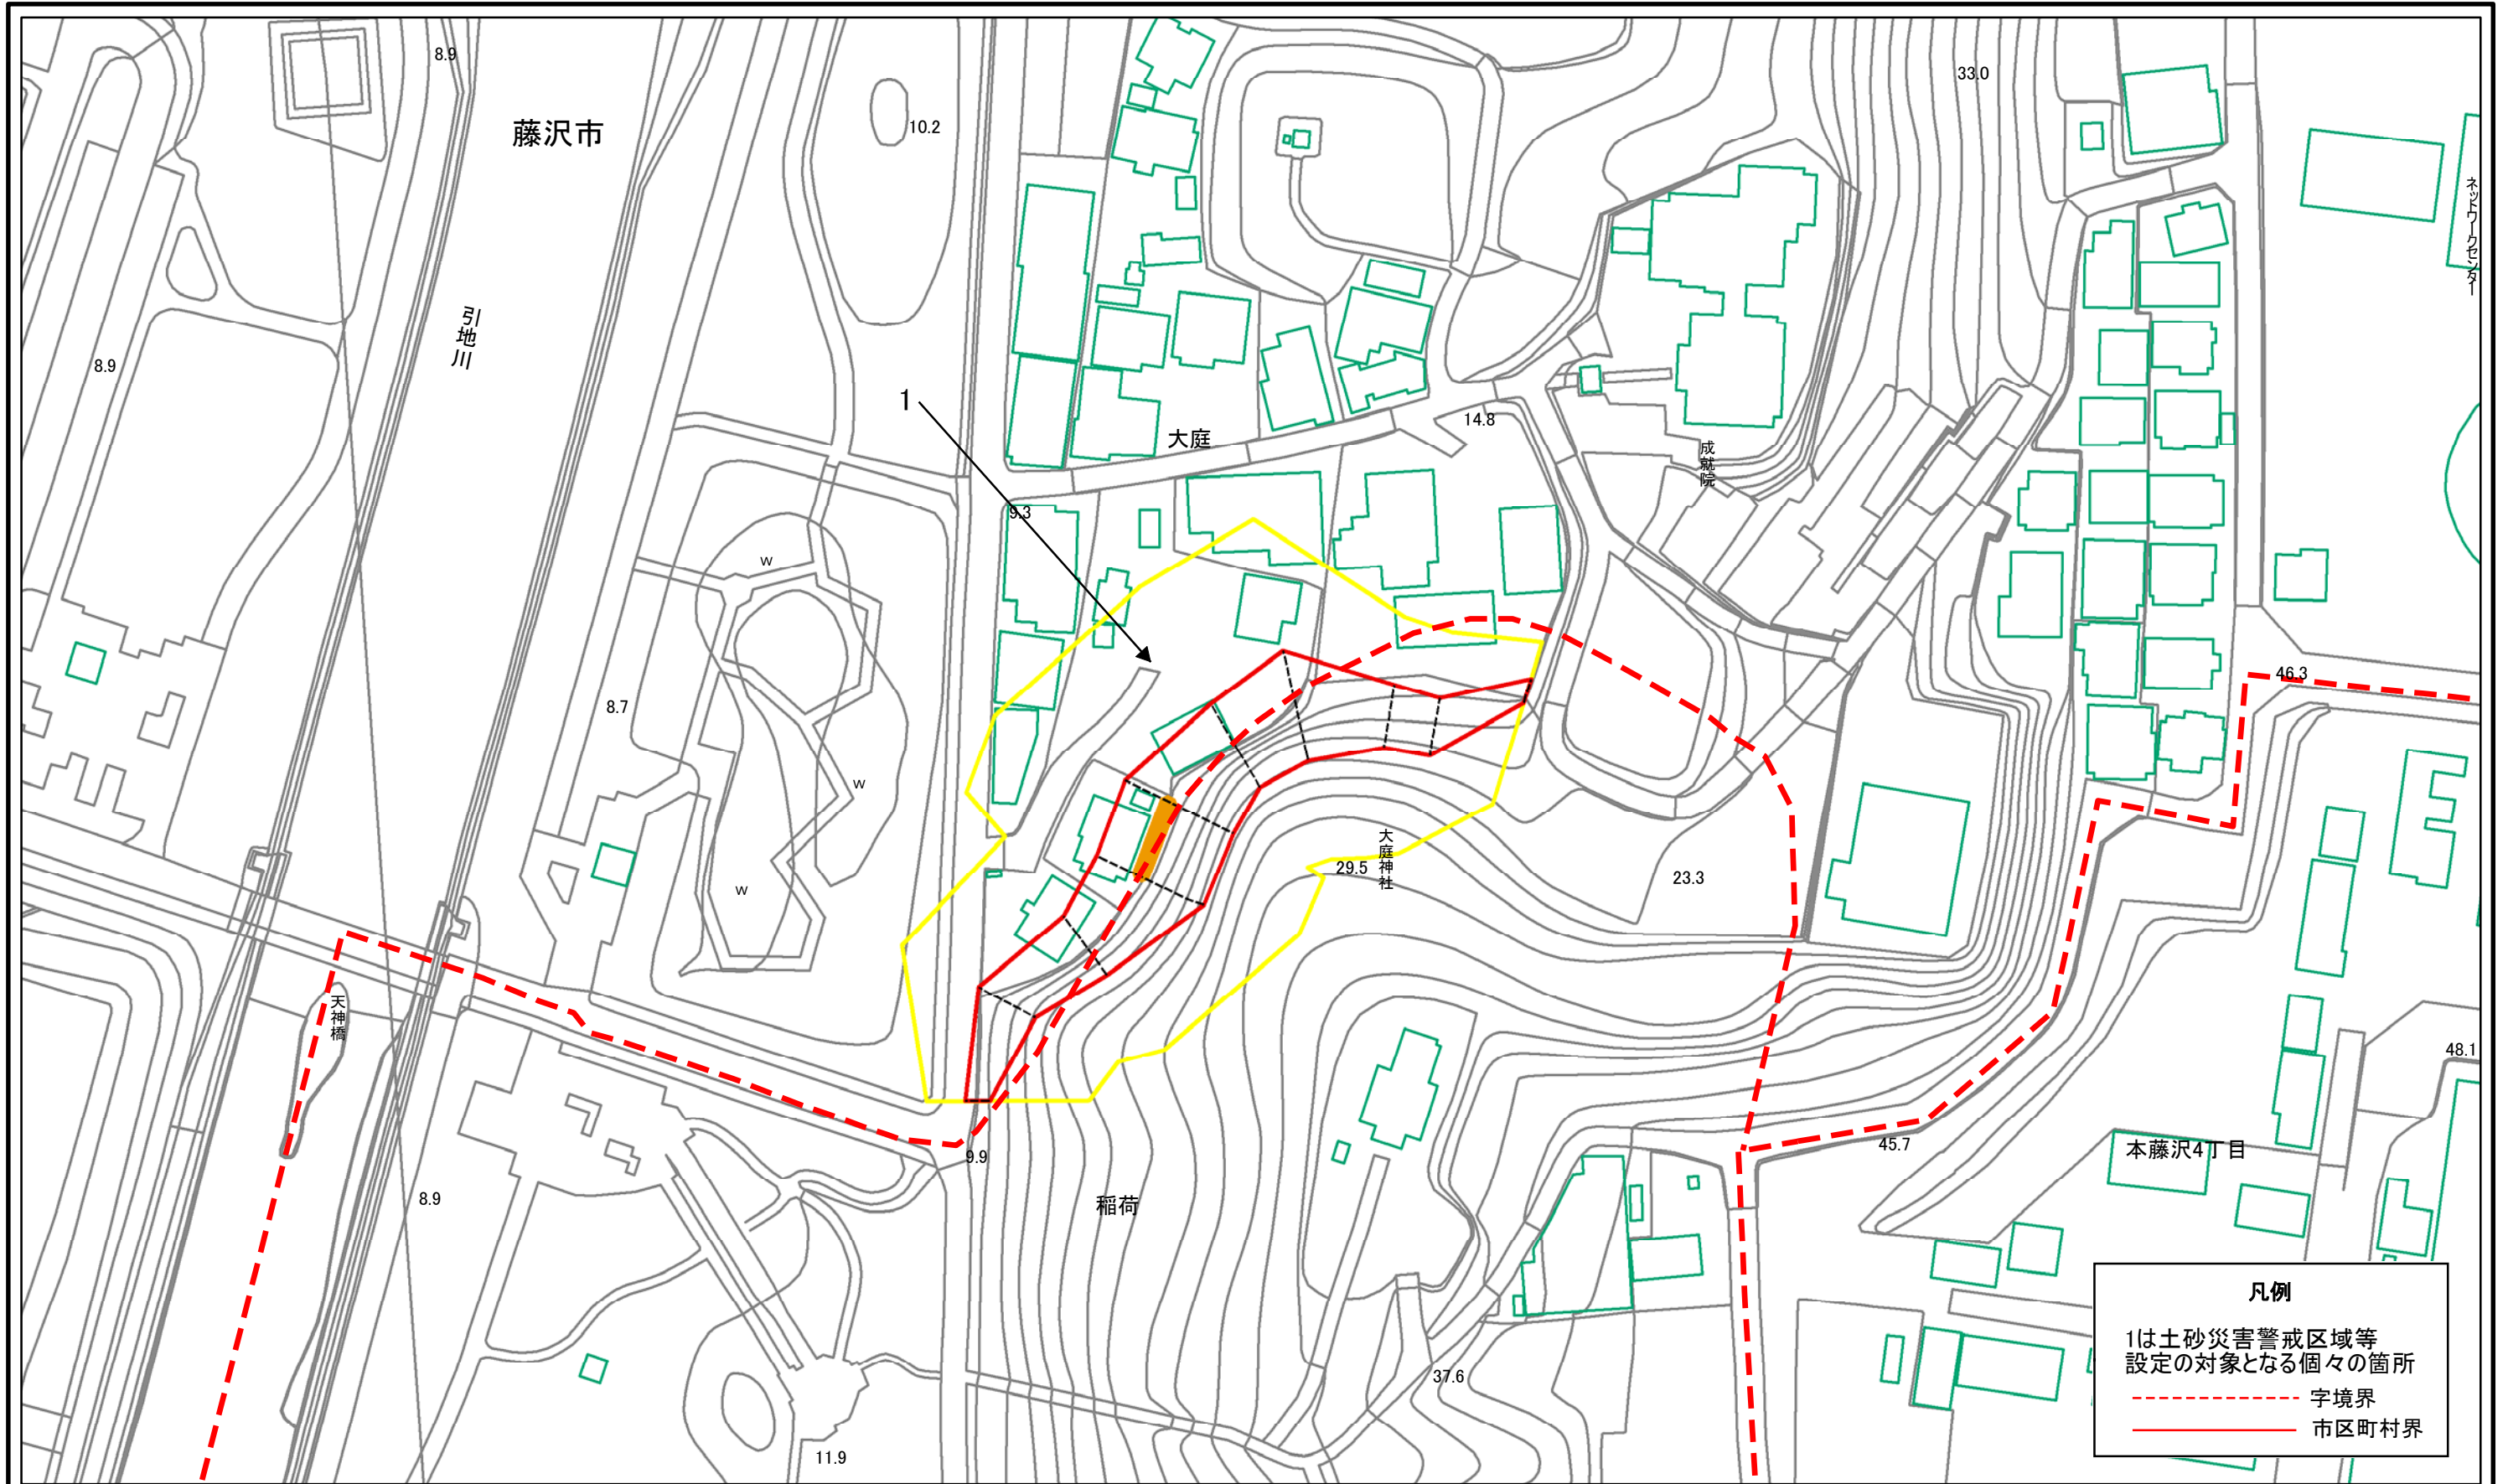 8.9
33.0
藤沢市
10.2
ネットワークセンター
引地川
8.9
1
14.8
大庭
成就院
9.3
W
46.3
8.7
W
大庭神社
29.5
23.3
W
天神橋
48.1
45.7
本藤沢4丁目
9.9
8.9
稲荷
37.6
11.9
凡例
1は土砂災害警戒区域等
設定の対象となる個々の箇所
字境界
市区町村界